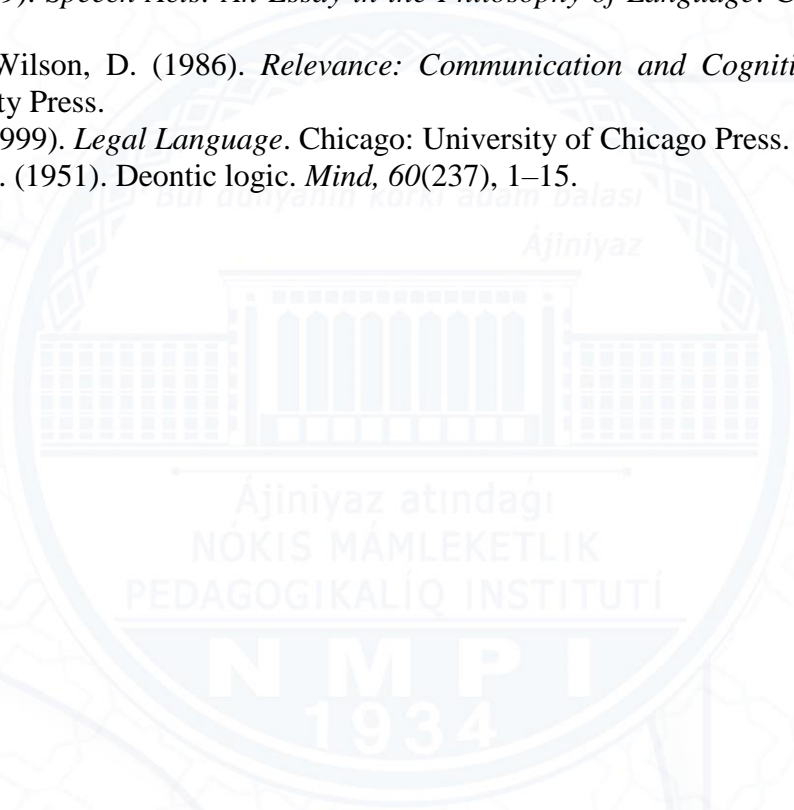 9). Speech Acts: An Essay in the Philosophy of Language. C
Wilson, D. (1986). Relevance: Communication and Cogniti
ty Press.
999). Legal Language. Chicago: University of Chicago Press.
. (1951). Deontic logic. Mind, 60(237), 1–15.
Bul dúnyanıń kórki adam balası
Ájiniyaz
Ájiniyaz atındaǵı
NÓKIS MÁMLEKETLIK
PEDAGOGIKALÍQ INSTITUTÍ
NMPI
1934